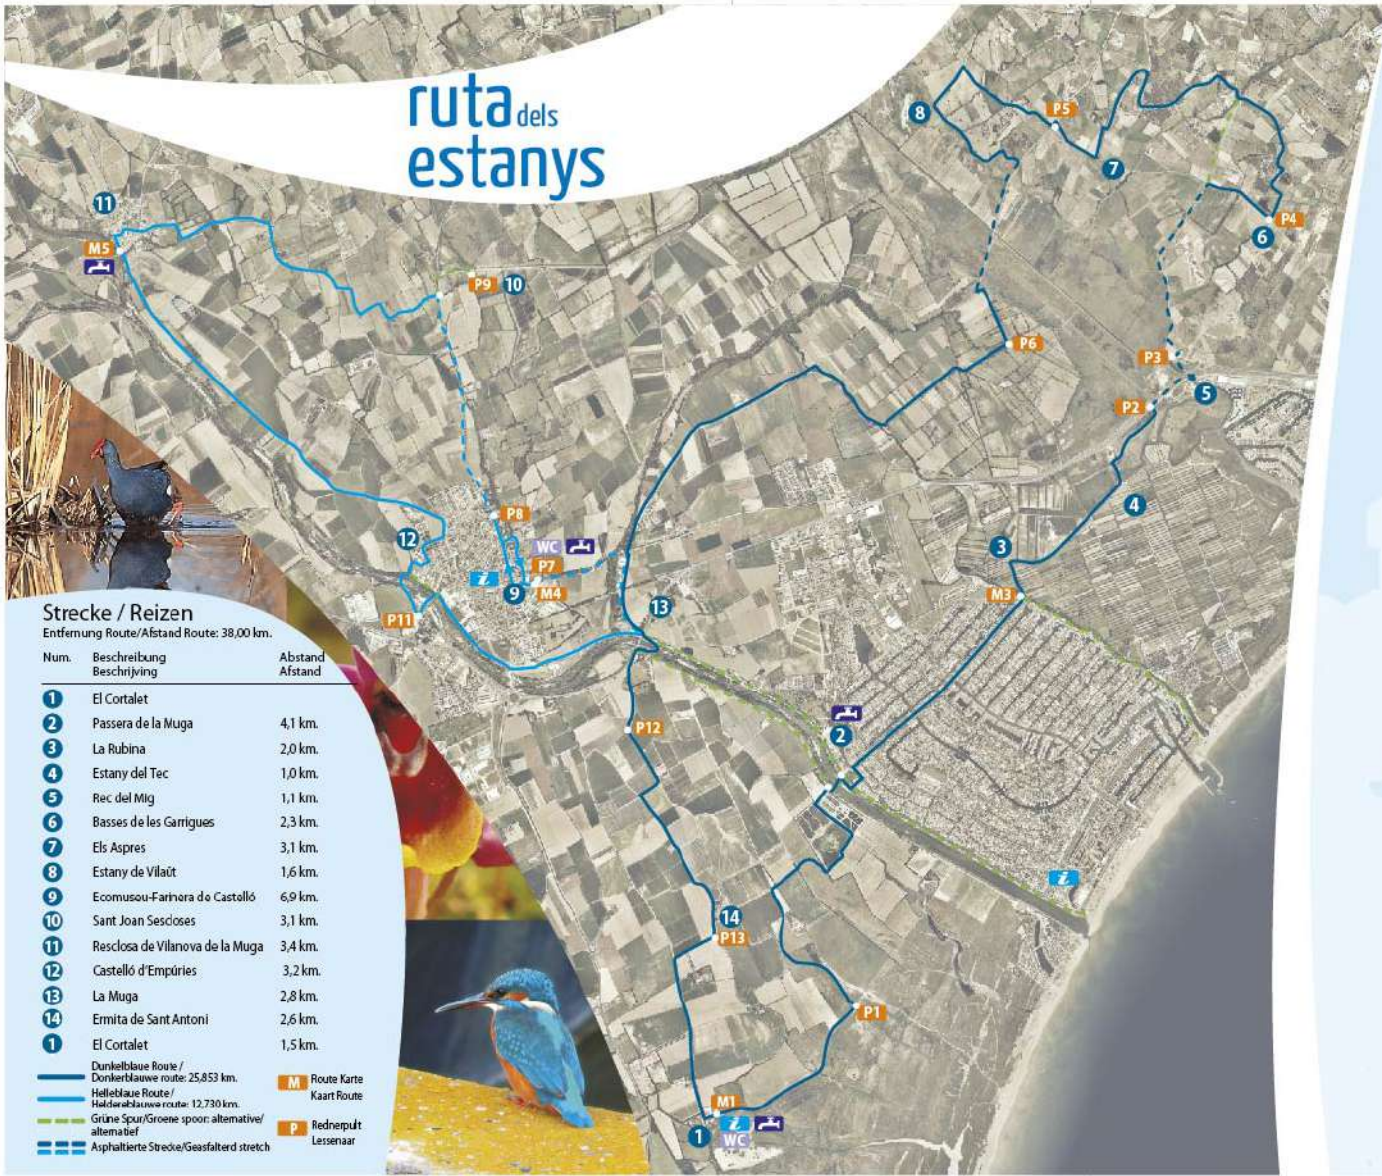 ruta dels
estanys
8
P5
7
11
M5
P4
6
P9
10
P6
P3
5
P2
4
P8
12
WC
P7
i
9
M4
3
M3
13
P11
P12
2
i
14
P13
P1
M1
i
1
WC
Strecke / Reizen
Entfernung Route/Afstand Route: 38,00 km.
Num. Beschreibung Abstand
Beschrijving Afstand
1 El Cortalet
2 Passera de la Muga 4,1 km.
3 La Rubina 2,0 km.
4 Estany del Tec 1,0 km.
5 Rec del Mig 1,1 km.
6 Basses de les Garrigues 2,3 km.
7 Els Aspres 3,1 km.
8 Estany de Vilaüt 1,6 km.
9 Ecomuseu-Farinera de Castelló 6,9 km.
10 Sant Joan Sescloses 3,1 km.
11 Resclosa de Vilanova de la Muga 3,4 km.
12 Castelló d'Empúries 3,2 km.
13 La Muga 2,8 km.
14 Ermita de Sant Antoni 2,6 km.
1 El Cortalet 1,5 km.
Dunkelblaue Route /
Donkerblauwe route: 25,853 km.
Helleblaue Route /
Heldereblauwe route: 12,730 km.
Grüne Spur/Groene spoor: alternative/
alternatief
Asphaltierte Strecke/Geasfalterd stretch
M Route Karte
Kaart Route
P Rednerpult
Lessenaar